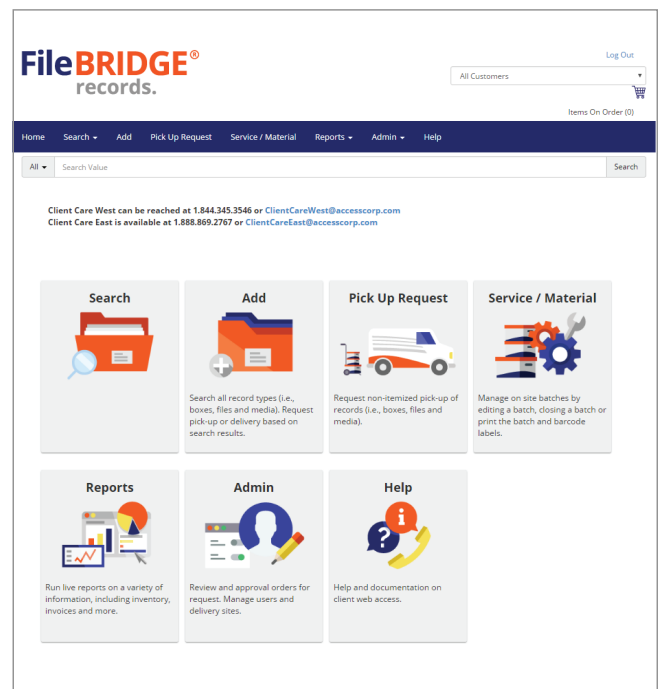 FileBRIDGE®
records.
Log Out
All Customers
Items On Order (0)
Home Search Add Pick Up Request Service / Material Reports Admin Help
All Search Value Search
Client Care West can be reached at 1.844.345.3546 or ClientCareWest@accesscorp.com
Client Care East is available at 1.888.869.2767 or ClientCareEast@accesscorp.com
Search
Add
Search all record types (i.e.,
boxes, files and media). Request
pick-up or delivery based on
search results.
Pick Up Request
Request non-itemized pick-up of
records (i.e., boxes, files and
media).
Service / Material
Manage on site batches by
editing a batch, closing a batch or
print the batch and barcode
labels.
Reports
Run live reports on a variety of
information, including inventory,
invoices and more.
Admin
Review and approval orders for
request. Manage users and
delivery sites.
Help
Help and documentation on
client web access.